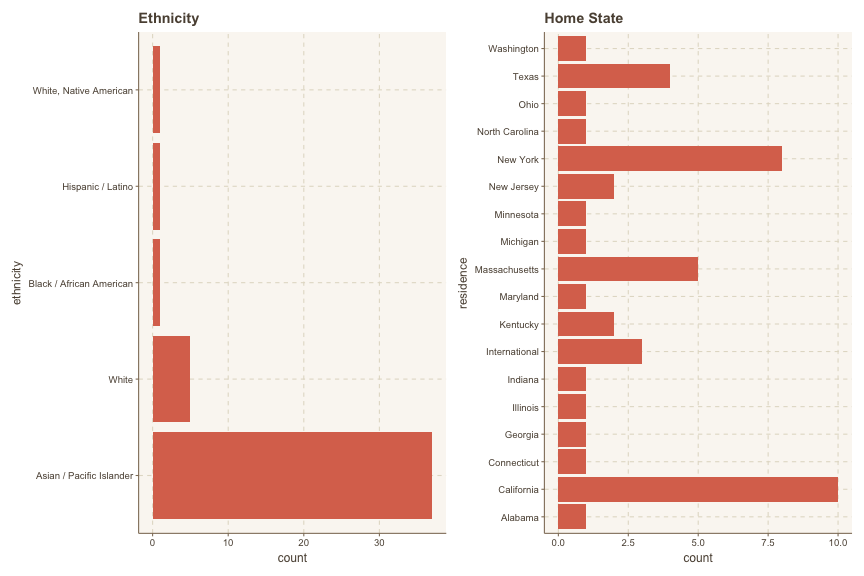 Ethnicity
ethnicity
White, Native American
Hispanic / Latino
Black / African American
White
Asian / Pacific Islander
0 10 20 30
count
Home State
residence
Washington
Texas
Ohio
North Carolina
New York
New Jersey
Minnesota
Michigan
Massachusetts
Maryland
Kentucky
International
Indiana
Illinois
Georgia
Connecticut
California
Alabama
0.0 2.5 5.0 7.5 10.0
count